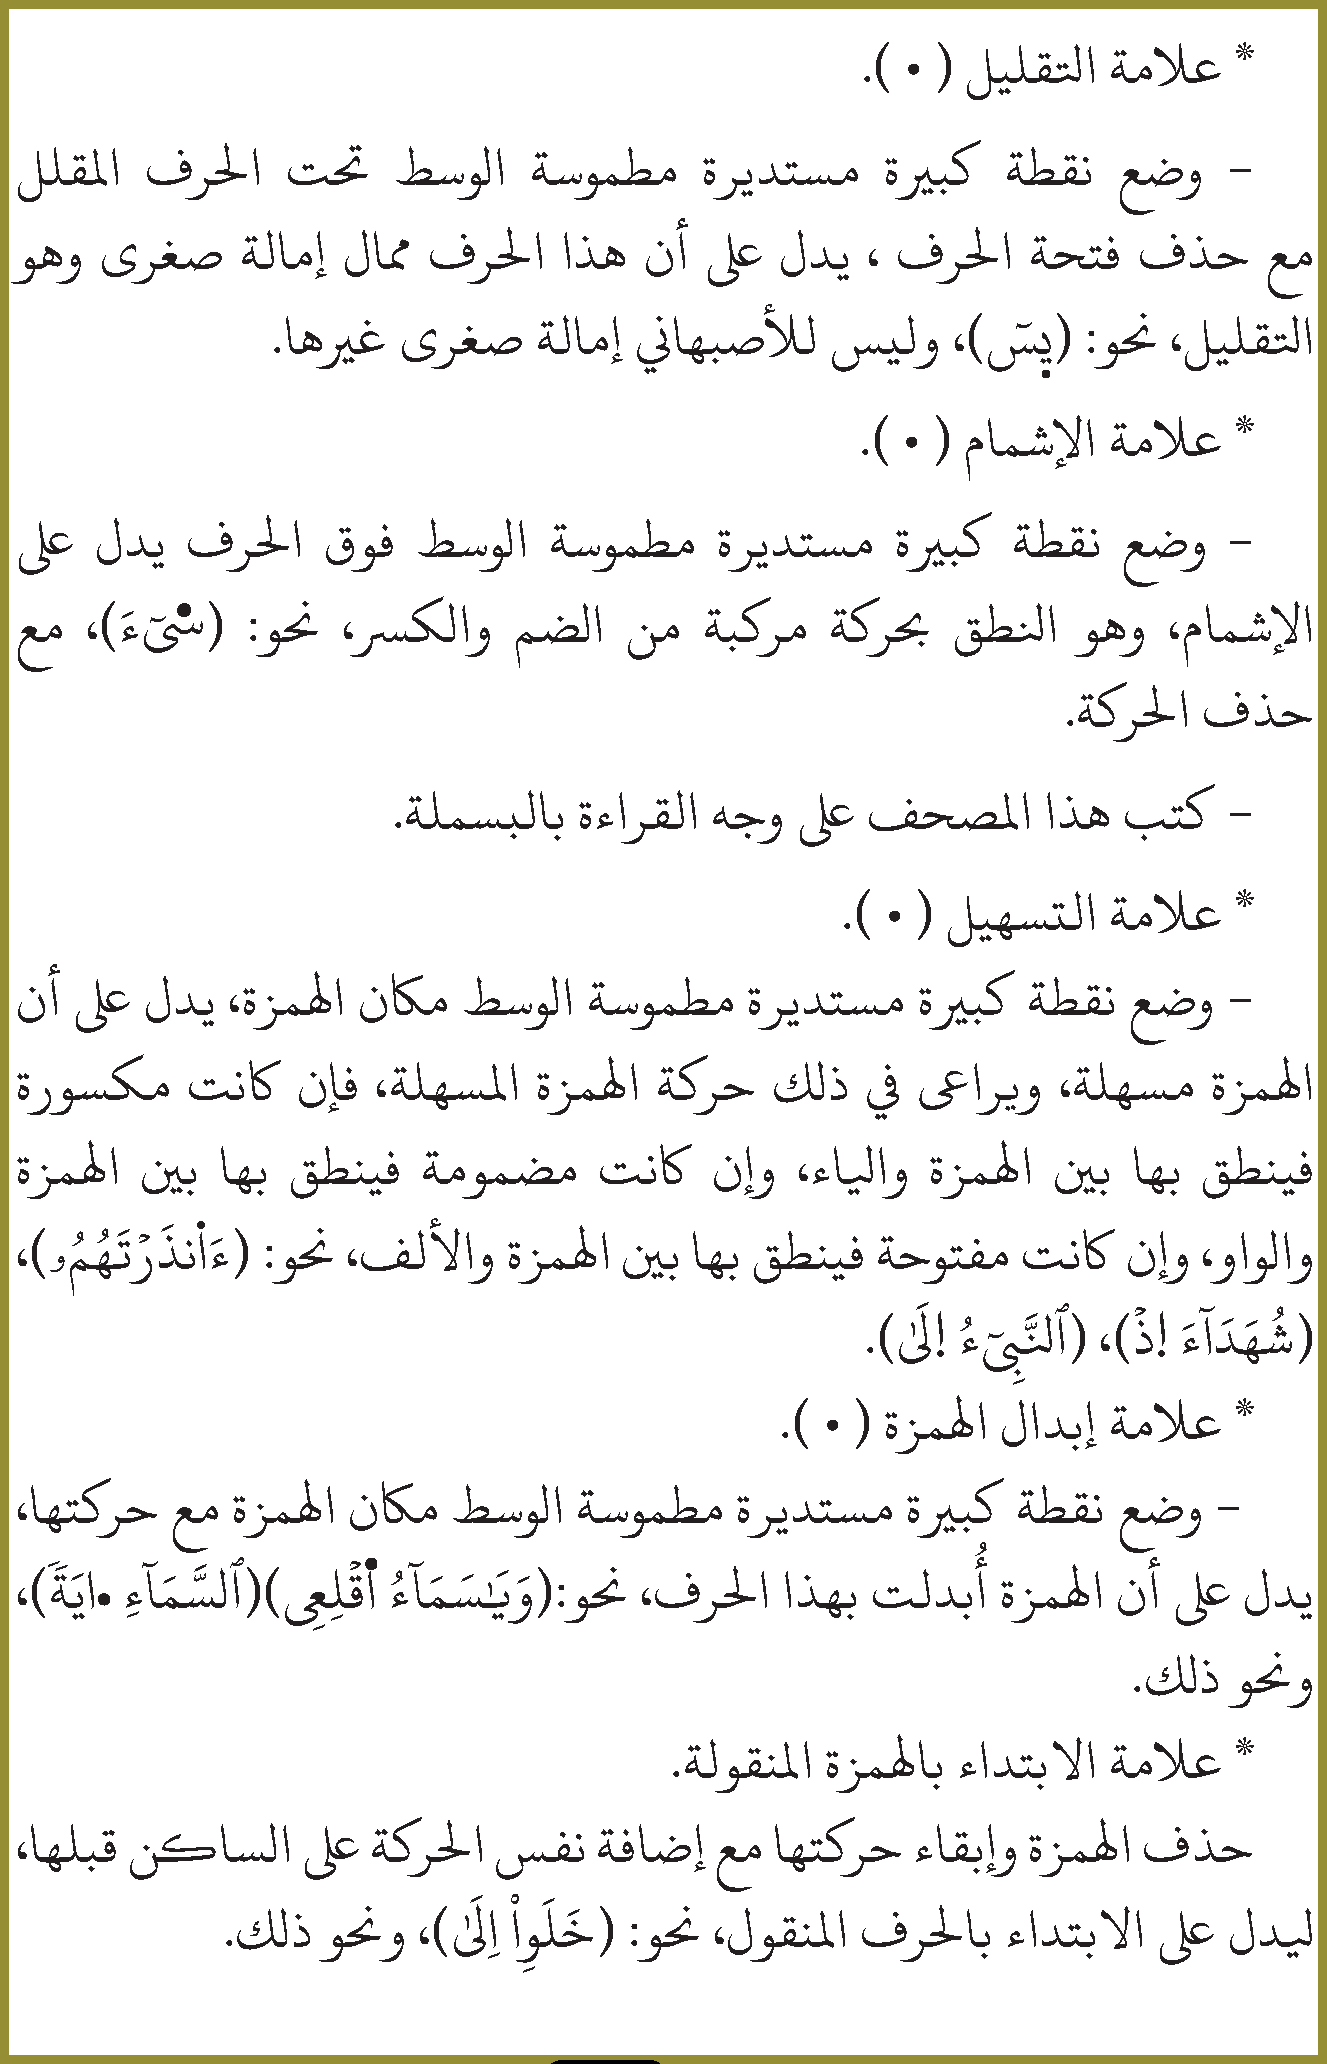 * علامة التقليل ( • ).
- وضع نقطة كبيرة مستديرة مطموسة الوسط تحت الحرف المقلل
مع حذف فتحة الحرف ، يدل على أن هذا الحرف ممال إمالة صغرى وهو
التقليل، نحو: (يٜسٓ)، وليس للأصبهاني إمالة صغرى غيرها.
* علامة الإشمام ( • ).
- وضع نقطة كبيرة مستديرة مطموسة الوسط فوق الحرف يدل على
الإشمام، وهو النطق بحركة مركبة من الضم والكسر، نحو: (س۬يٓءَ)، مع
حذف الحركة.
- كتب هذا المصحف على وجه القراءة بالبسملة.
* علامة التسهيل ( • ).
- وضع نقطة كبيرة مستديرة مطموسة الوسط مكان الهمزة، يدل على أن
الهمزة مسهلة، ويراعى في ذلك حركة الهمزة المسهلة، فإن كانت مكسورة
فينطق بها بين الهمزة والياء، وإن كانت مضمومة فينطق بها بين الهمزة
والواو، وإن كانت مفتوحة فينطق بها بين الهمزة والألف، نحو: (ءَا۬نذَرۡتَهُمُۥ)،
(شُهَدَآءَ اِ۪ذۡ)، (ٱلنَّبِيٓءُ اِ۪لَىٰ).
* علامة إبدال الهمزة ( • ).
- وضع نقطة كبيرة مستديرة مطموسة الوسط مكان الهمزة مع حركتها،
يدل على أن الهمزة أُبدلت بهذا الحرف، نحو:(وَيَٰسَمَآءُ ا۬قۡلِعِي)(ٱلسَّمَآءِ •ايَةَٗ)،
ونحو ذلك.
* علامة الابتداء بالهمزة المنقولة.
حذف الهمزة وإبقاء حركتها مع إضافة نفس الحركة على الساكن قبلها،
ليدل على الابتداء بالحرف المنقول، نحو: (خَلَوِاْ اِلَىٰ)، ونحو ذلك.